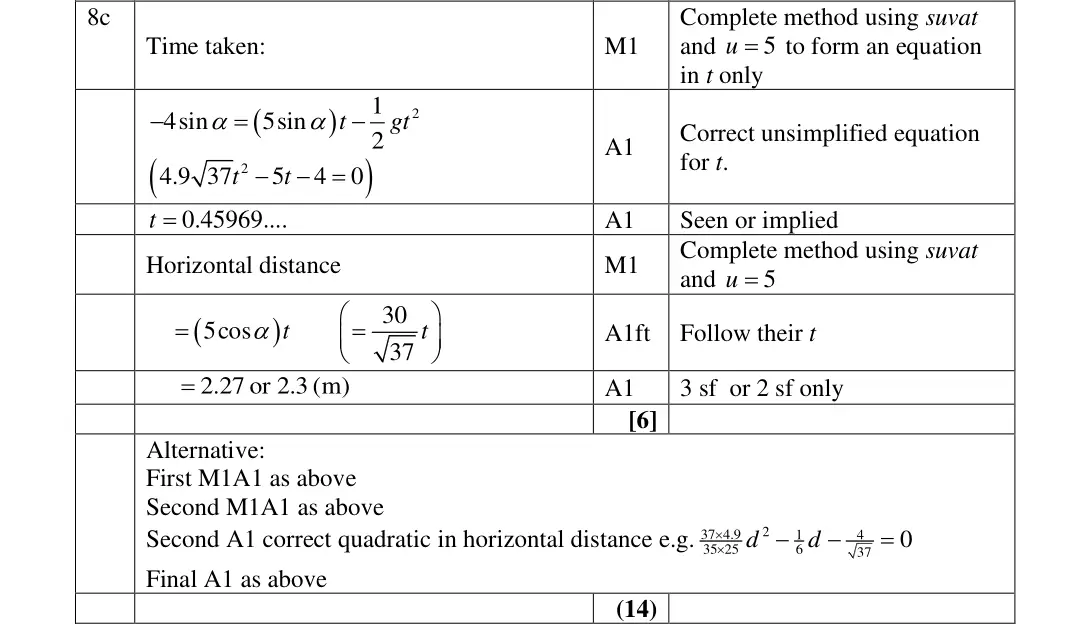 8c
Time taken:
M1
Complete method using suvat
and u = 5 to form an equation
in t only
−4 sin α = (5 sin α) t − 1/2 gt²
(4.9√37t² − 5t − 4 = 0)
A1
Correct unsimplified equation
for t.
t = 0.45969....
A1
Seen or implied
Horizontal distance
M1
Complete method using suvat
and u = 5
= (5 cos α) t (= 30/√37 t)
A1ft
Follow their t
= 2.27 or 2.3 (m)
A1
3 sf or 2 sf only
[6]
Alternative:
First M1A1 as above
Second M1A1 as above
Second A1 correct quadratic in horizontal distance e.g. 37×4.9/35×25 d² − 1/6 d − 4/√37 = 0
Final A1 as above
(14)